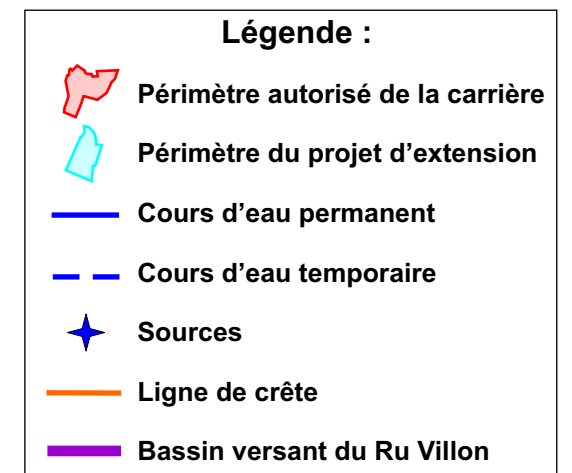 Légende :
Périmètre autorisé de la carrière
Périmètre du projet d'extension
Cours d'eau permanent
Cours d'eau temporaire
Sources
Ligne de crête
Bassin versant du Ru Villon